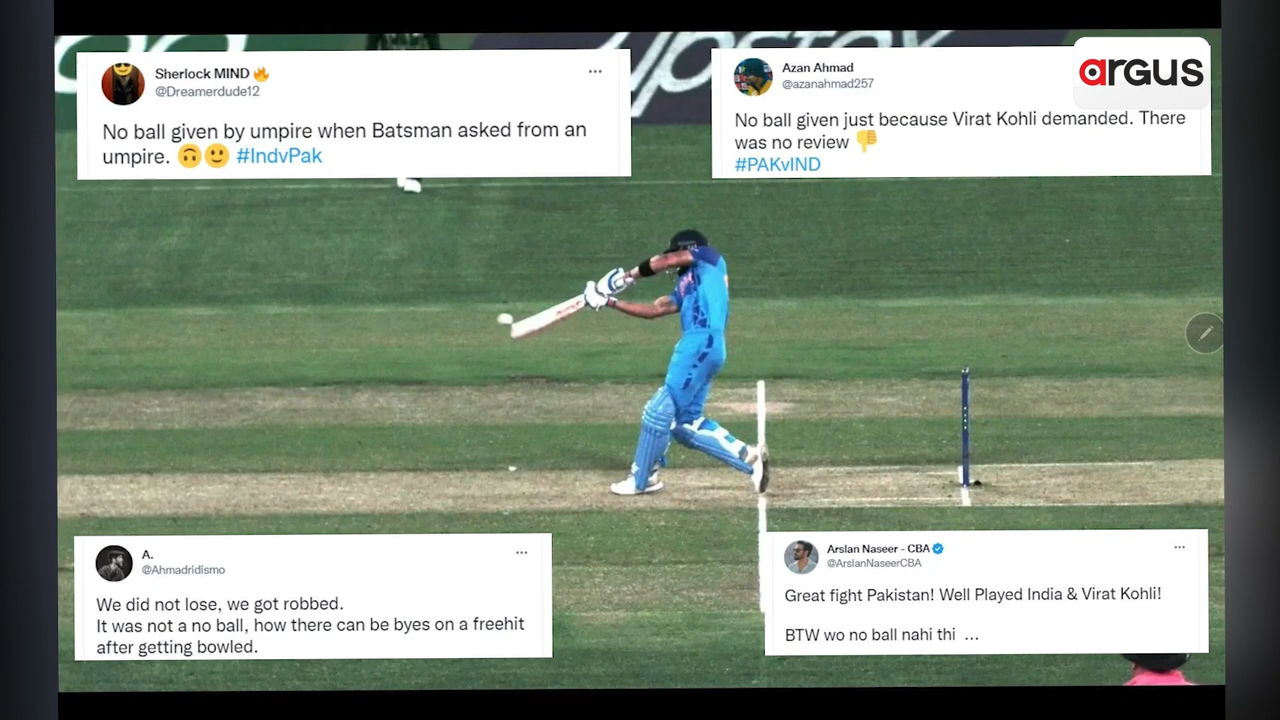 upstox
argus
Sherlock MIND 🔥
@Dreamerdude12
No ball given by umpire when Batsman asked from an
umpire. 🙃🙂 #IndvPak
Azan Ahmad
@azanahmad257
No ball given just because Virat Kohli demanded. There
was no review 👎
#PAKvIND
A.
@Ahmadridismo
We did not lose, we got robbed.
It was not a no ball, how there can be byes on a freehit
after getting bowled.
Arslan Naseer - CBA
@ArslanNaseerCBA
Great fight Pakistan! Well Played India & Virat Kohli!
BTW wo no ball nahi thi ...